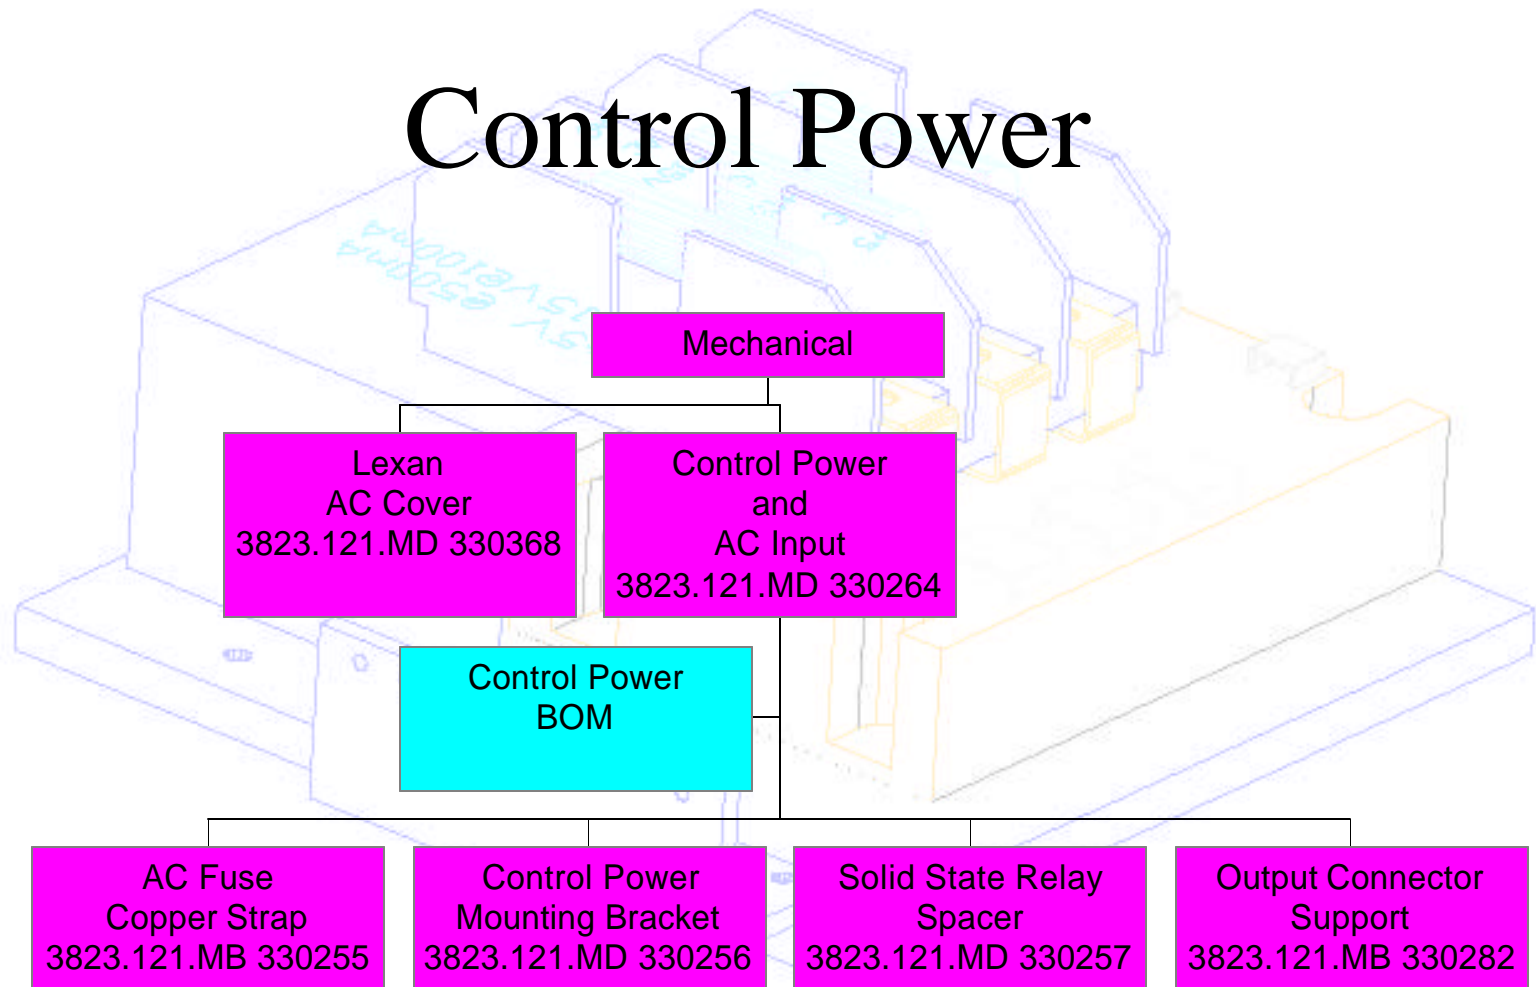 Control Power
@500mA
Mechanical
Lexan
AC Cover
3823.121.MD 330368
Control Power
and
AC Input
3823.121.MD 330264
Control Power
BOM
AC Fuse
Copper Strap
3823.121.MB 330255
Control Power
Mounting Bracket
3823.121.MD 330256
Solid State Relay
Spacer
3823.121.MD 330257
Output Connector
Support
3823.121.MB 330282